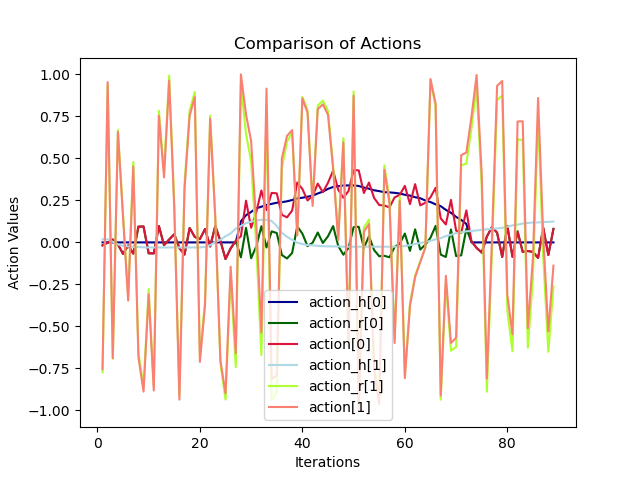 Comparison of Actions
1.00
0.75
0.50
0.25
0.00
−0.25
−0.50
−0.75
−1.00
Action Values
action_h[0]
action_r[0]
action[0]
action_h[1]
action_r[1]
action[1]
0
20
40
60
80
Iterations